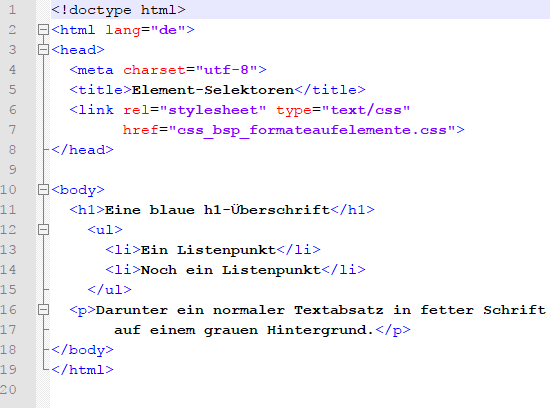 1 <!doctype html>
2 <html lang="de">
3 <head>
4 <meta charset="utf-8">
5 <title>Element-Selektoren</title>
6 <link rel="stylesheet" type="text/css"
7 href="css_bsp_formateaufelemente.css">
8 </head>
9
10 <body>
11 <h1>Eine blaue h1-Überschrift</h1>
12 <ul>
13 <li>Ein Listenpunkt</li>
14 <li>Noch ein Listenpunkt</li>
15 </ul>
16 <p>Darunter ein normaler Textabsatz in fetter Schrift
17 auf einem grauen Hintergrund.</p>
18 </body>
19 </html>
20